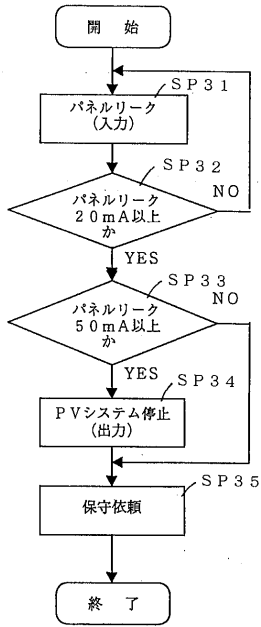 開 始
SP31
パネルリーク
(入力)
SP32
パネルリーク
20mA以上
か
NO
YES
SP33
パネルリーク
50mA以上
か
NO
YES
SP34
PVシステム停止
(出力)
SP35
保守依頼
終 了